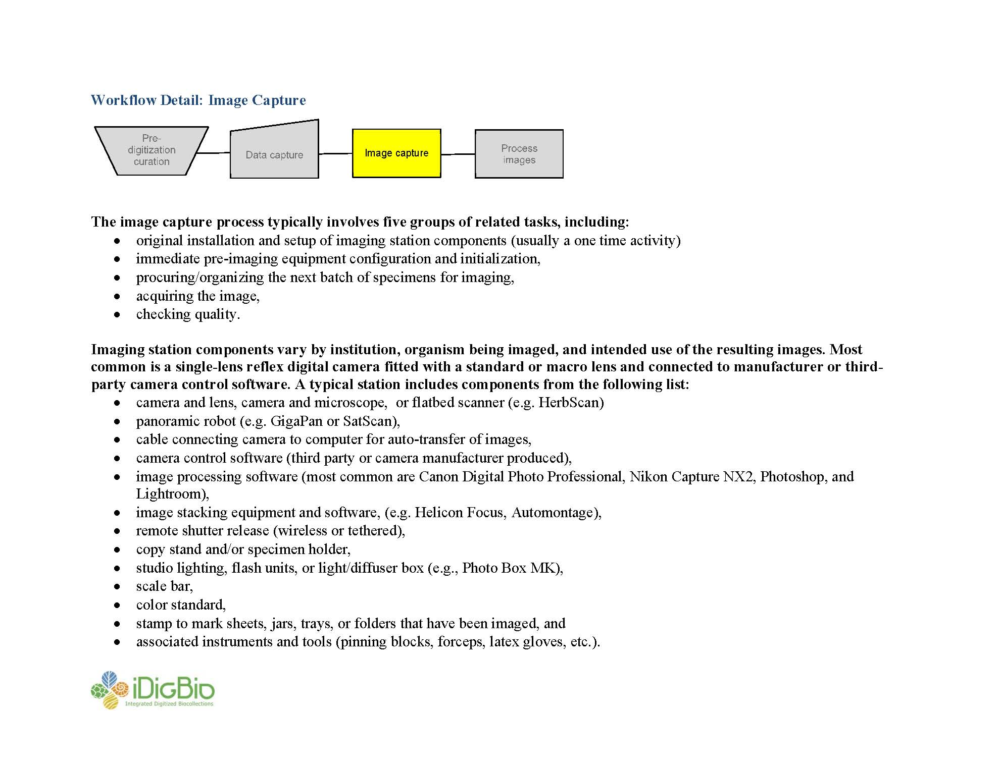 Workflow Detail: Image Capture
Pre-
digitization
curation
Data capture
Image capture
Process
images
The image capture process typically involves five groups of related tasks, including:
• original installation and setup of imaging station components (usually a one time activity)
• immediate pre-imaging equipment configuration and initialization,
• procuring/organizing the next batch of specimens for imaging,
• acquiring the image,
• checking quality.
Imaging station components vary by institution, organism being imaged, and intended use of the resulting images. Most
common is a single-lens reflex digital camera fitted with a standard or macro lens and connected to manufacturer or third-
party camera control software. A typical station includes components from the following list:
• camera and lens, camera and microscope,  or flatbed scanner (e.g. HerbScan)
• panoramic robot (e.g. GigaPan or SatScan),
• cable connecting camera to computer for auto-transfer of images,
• camera control software (third party or camera manufacturer produced),
• image processing software (most common are Canon Digital Photo Professional, Nikon Capture NX2, Photoshop, and
Lightroom),
• image stacking equipment and software, (e.g. Helicon Focus, Automontage),
• remote shutter release (wireless or tethered),
• copy stand and/or specimen holder,
• studio lighting, flash units, or light/diffuser box (e.g., Photo Box MK),
• scale bar,
• color standard,
• stamp to mark sheets, jars, trays, or folders that have been imaged, and
• associated instruments and tools (pinning blocks, forceps, latex gloves, etc.).
iDigBio
Integrated Digitized Biocollections